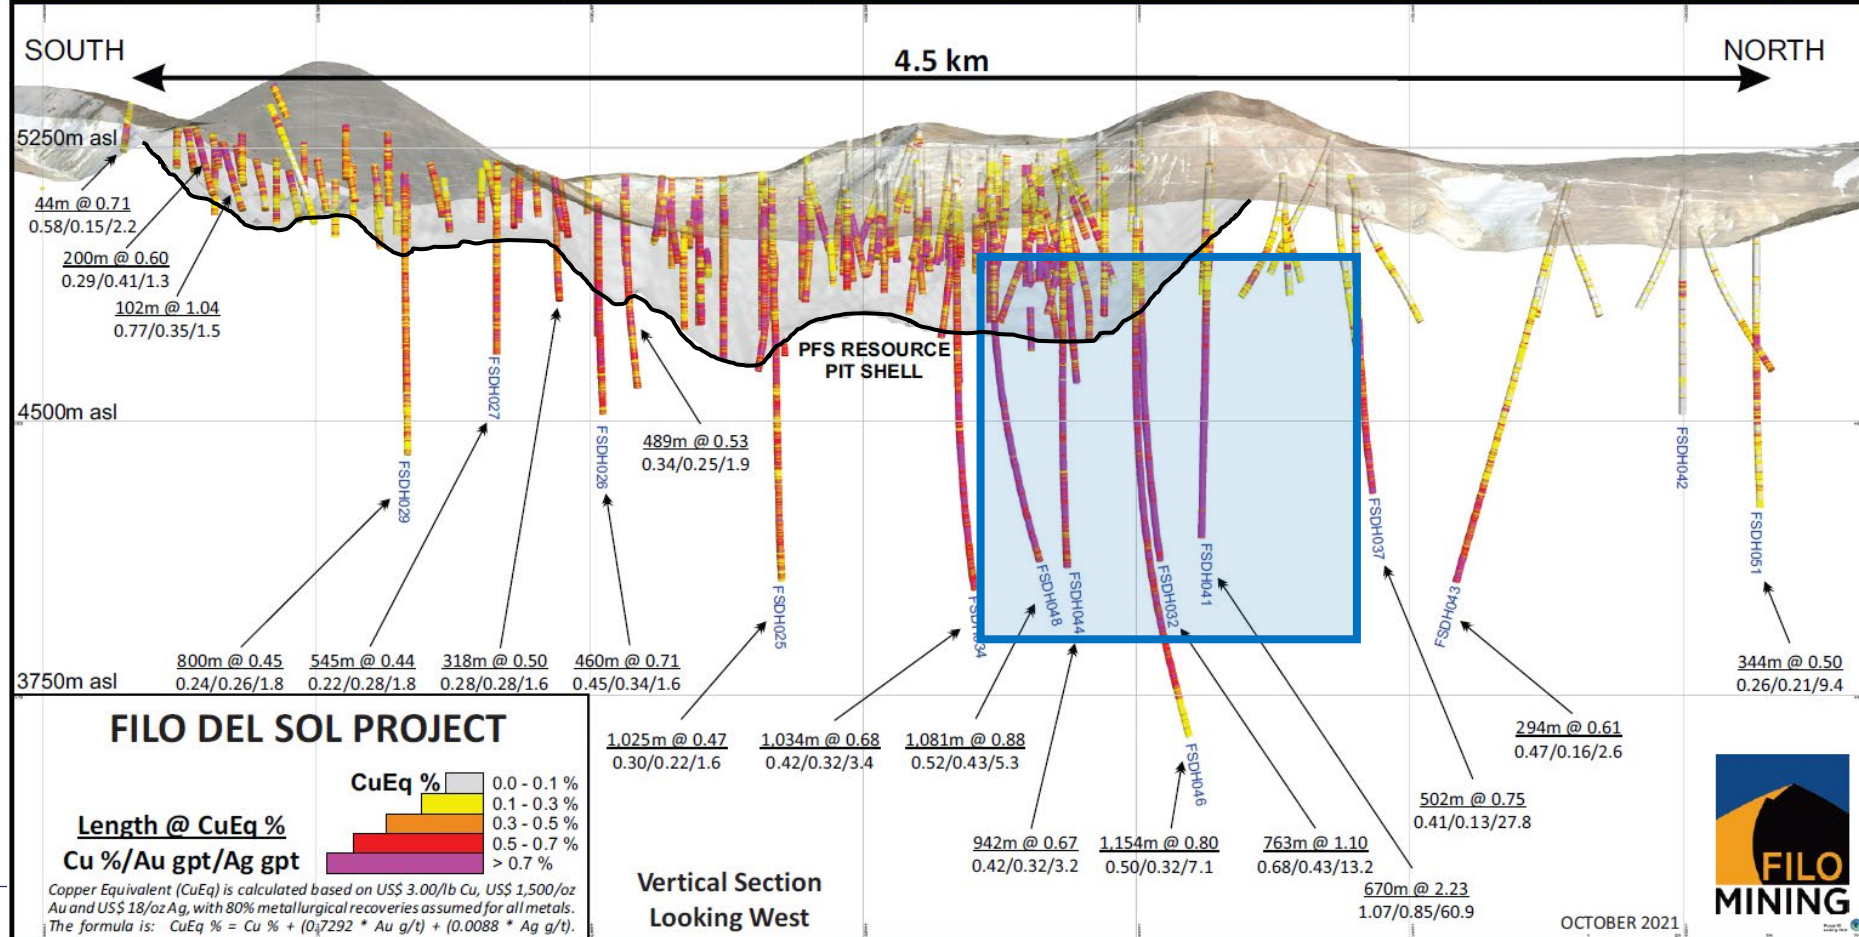 SOUTH
4.5 km
NORTH
5250m asl
44m @ 0.71
0.58/0.15/2.2
200m @ 0.60
0.29/0.41/1.3
102m @ 1.04
0.77/0.35/1.5
PFS RESOURCE
PIT SHELL
4500m asl
FSDH029
FSDH027
FSDH026
489m @ 0.53
0.34/0.25/1.9
FSDH025
FSDH048
FSDH044
FSDH032
FSDH041
FSDH037
FSDH043
FSDH042
FSDH051
800m @ 0.45
0.24/0.26/1.8
545m @ 0.44
0.22/0.28/1.8
318m @ 0.50
0.28/0.28/1.6
460m @ 0.71
0.45/0.34/1.6
344m @ 0.50
0.26/0.21/9.4
3750m asl
1,025m @ 0.47
0.30/0.22/1.6
1,034m @ 0.68
0.42/0.32/3.4
1,081m @ 0.88
0.52/0.43/5.3
FSDH046
294m @ 0.61
0.47/0.16/2.6
502m @ 0.75
0.41/0.13/27.8
942m @ 0.67
0.42/0.32/3.2
1,154m @ 0.80
0.50/0.32/7.1
763m @ 1.10
0.68/0.43/13.2
670m @ 2.23
1.07/0.85/60.9
FILO DEL SOL PROJECT
CuEq %
0.0 - 0.1 %
0.1 - 0.3 %
0.3 - 0.5 %
0.5 - 0.7 %
> 0.7 %
Length @ CuEq %
Cu %/Au gpt/Ag gpt
Copper Equivalent (CuEq) is calculated based on US$ 3.00/lb Cu, US$ 1,500/oz
Au and US$ 18/oz Ag, with 80% metallurgical recoveries assumed for all metals.
The formula is: CuEq % = Cu % + (0.7292 * Au g/t) + (0.0088 * Ag g/t).
Vertical Section
Looking West
OCTOBER 2021
FILO
MINING